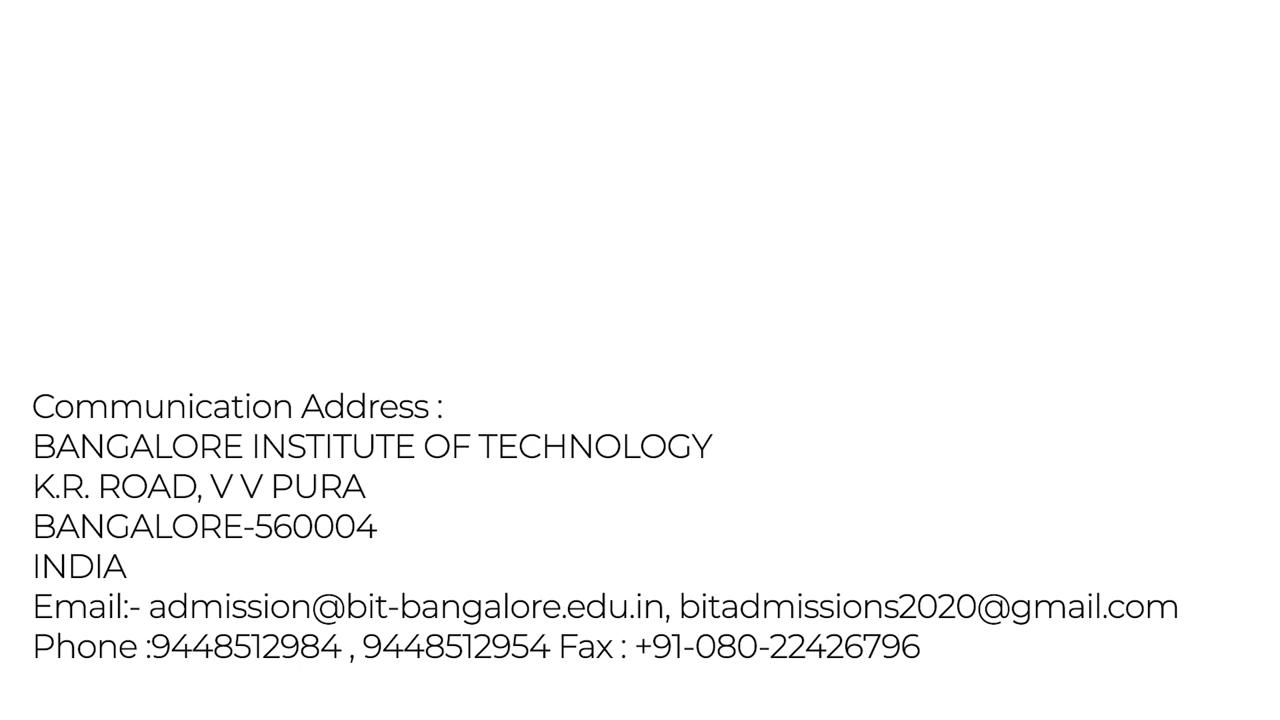 Communication Address :
BANGALORE INSTITUTE OF TECHNOLOGY
K.R. ROAD, V V PURA
BANGALORE-560004
INDIA
Email:- admission@bit-bangalore.edu.in, bitadmissions2020@gmail.com
Phone :9448512984 , 9448512954 Fax : +91-080-22426796